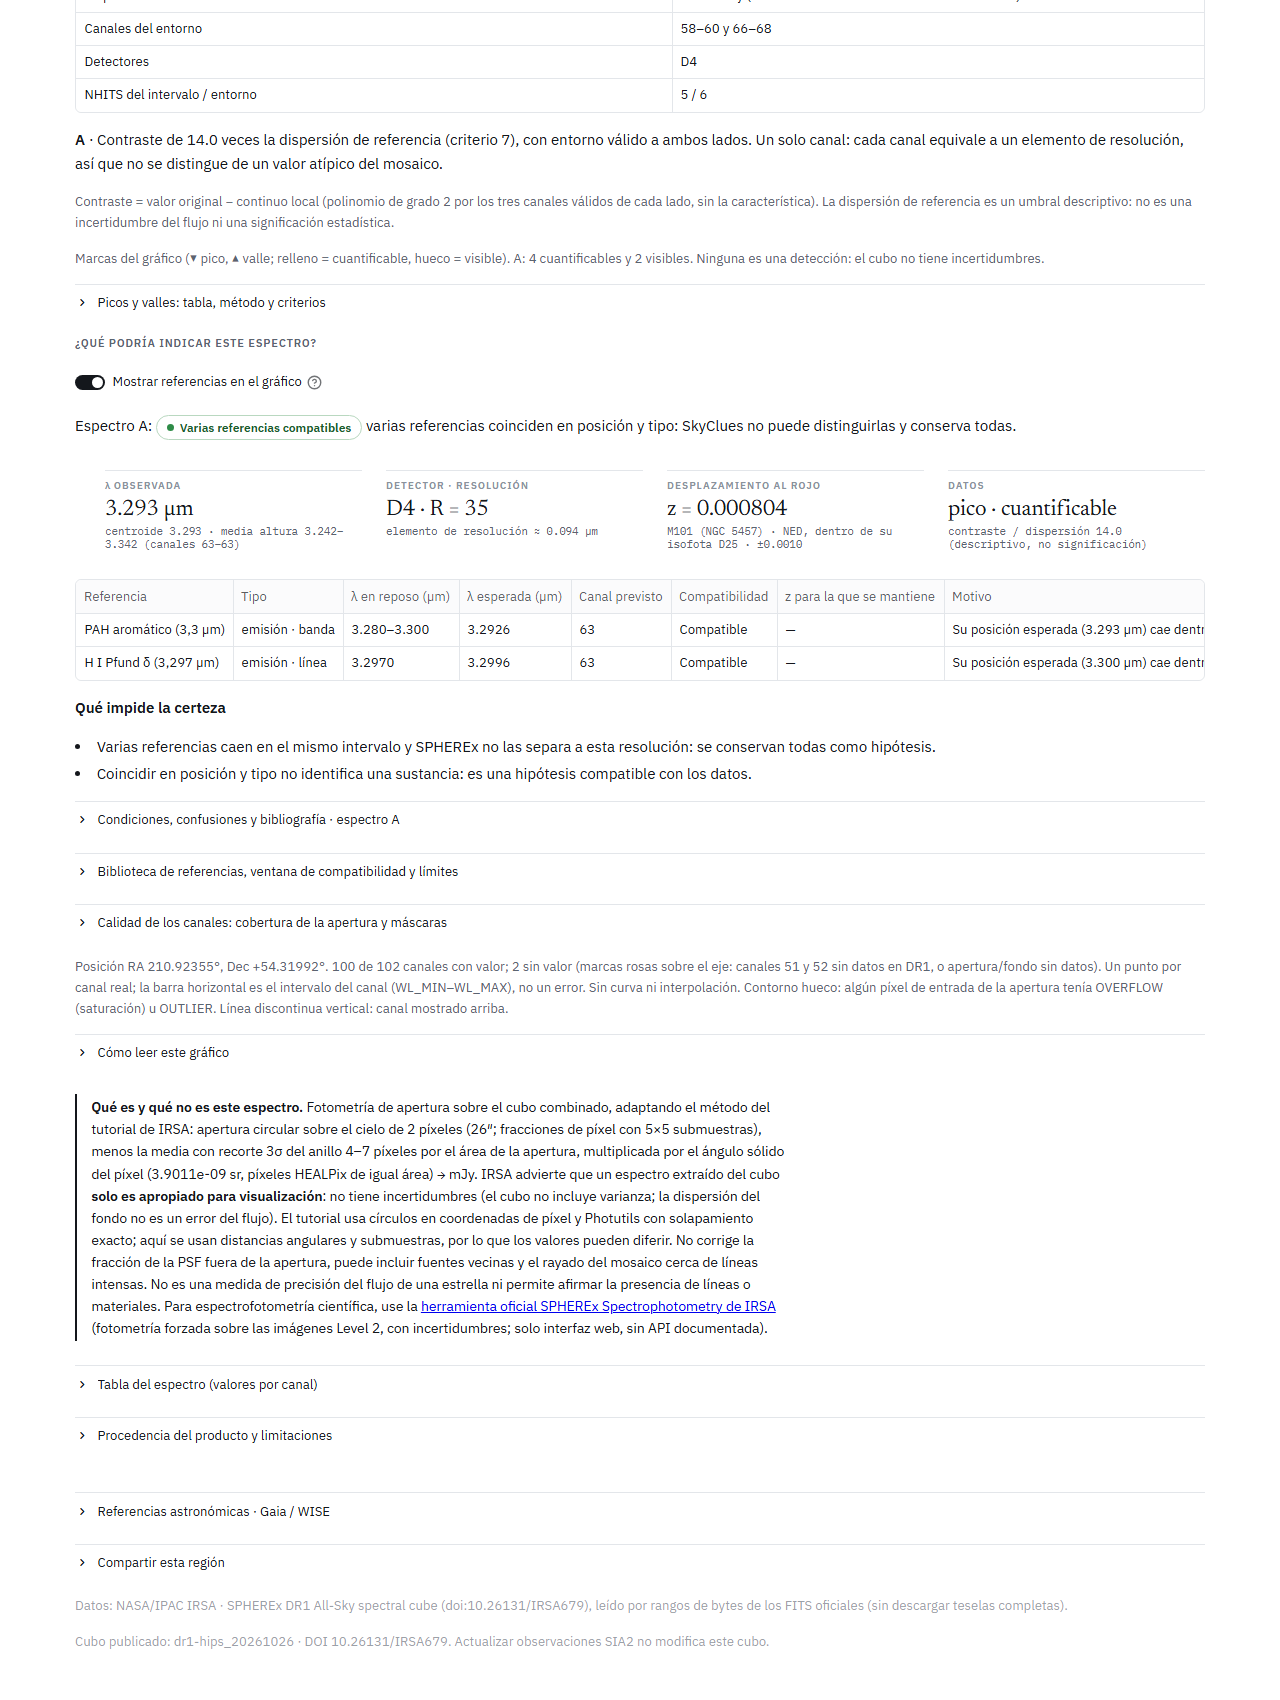 Canales del entorno 58–60 y 66–68
Detectores D4
NHITS del intervalo / entorno 5 / 6
A · Contraste de 14.0 veces la dispersión de referencia (criterio 7), con entorno válido a ambos lados. Un solo canal: cada canal equivale a un elemento de resolución,
así que no se distingue de un valor atípico del mosaico.
Contraste = valor original − continuo local (polinomio de grado 2 por los tres canales válidos de cada lado, sin la característica). La dispersión de referencia es un umbral descriptivo: no es una
incertidumbre del flujo ni una significación estadística.
Marcas del gráfico (▼ pico, ▲ valle; relleno = cuantificable, hueco = visible). A: 4 cuantificables y 2 visibles. Ninguna es una detección: el cubo no tiene incertidumbres.
Picos y valles: tabla, método y criterios
¿QUÉ PODRÍA INDICAR ESTE ESPECTRO?
Mostrar referencias en el gráfico ?
Espectro A: Varias referencias compatibles varias referencias coinciden en posición y tipo: SkyClues no puede distinguirlas y conserva todas.
λ OBSERVADA
3.293 µm
centroide 3.293 · media altura 3.242–
3.342 (canales 63–63)
DETECTOR · RESOLUCIÓN
D4 · R = 35
elemento de resolución ≈ 0.094 µm
DESPLAZAMIENTO AL ROJO
z = 0.000804
M101 (NGC 5457) · NED, dentro de su
isofota D25 · ±0.0010
DATOS
pico · cuantificable
contraste / dispersión 14.0
(descriptivo, no significación)
Referencia Tipo λ en reposo (µm) λ esperada (µm) Canal previsto Compatibilidad z para la que se mantiene Motivo
PAH aromático (3,3 µm) emisión · banda 3.280–3.300 3.2926 63 Compatible — Su posición esperada (3.293 µm) cae dentr
H I Pfund δ (3,297 µm) emisión · línea 3.2970 3.2996 63 Compatible — Su posición esperada (3.300 µm) cae dentr
Qué impide la certeza
• Varias referencias caen en el mismo intervalo y SPHEREx no las separa a esta resolución: se conservan todas como hipótesis.
• Coincidir en posición y tipo no identifica una sustancia: es una hipótesis compatible con los datos.
Condiciones, confusiones y bibliografía · espectro A
Biblioteca de referencias, ventana de compatibilidad y límites
Calidad de los canales: cobertura de la apertura y máscaras
Posición RA 210.92355°, Dec +54.31992°. 100 de 102 canales con valor; 2 sin valor (marcas rosas sobre el eje: canales 51 y 52 sin datos en DR1, o apertura/fondo sin datos). Un punto por
canal real; la barra horizontal es el intervalo del canal (WL_MIN–WL_MAX), no un error. Sin curva ni interpolación. Contorno hueco: algún píxel de entrada de la apertura tenía OVERFLOW
(saturación) u OUTLIER. Línea discontinua vertical: canal mostrado arriba.
Cómo leer este gráfico
Qué es y qué no es este espectro. Fotometría de apertura sobre el cubo combinado, adaptando el método del
tutorial de IRSA: apertura circular sobre el cielo de 2 píxeles (26″; fracciones de píxel con 5×5 submuestras),
menos la media con recorte 3σ del anillo 4–7 píxeles por el área de la apertura, multiplicada por el ángulo sólido
del píxel (3.9011e-09 sr, píxeles HEALPix de igual área) → mJy. IRSA advierte que un espectro extraído del cubo
solo es apropiado para visualización: no tiene incertidumbres (el cubo no incluye varianza; la dispersión del
fondo no es un error del flujo). El tutorial usa círculos en coordenadas de píxel y Photutils con solapamiento
exacto; aquí se usan distancias angulares y submuestras, por lo que los valores pueden diferir. No corrige la
fracción de la PSF fuera de la apertura, puede incluir fuentes vecinas y el rayado del mosaico cerca de líneas
intensas. No es una medida de precisión del flujo de una estrella ni permite afirmar la presencia de líneas o
materiales. Para espectrofotometría científica, use la herramienta oficial SPHEREx Spectrophotometry de IRSA
(fotometría forzada sobre las imágenes Level 2, con incertidumbres; solo interfaz web, sin API documentada).
Tabla del espectro (valores por canal)
Procedencia del producto y limitaciones
Referencias astronómicas · Gaia / WISE
Compartir esta región
Datos: NASA/IPAC IRSA · SPHEREx DR1 All-Sky spectral cube (doi:10.26131/IRSA679), leído por rangos de bytes de los FITS oficiales (sin descargar teselas completas).
Cubo publicado: dr1-hips_20261026 · DOI 10.26131/IRSA679. Actualizar observaciones SIA2 no modifica este cubo.